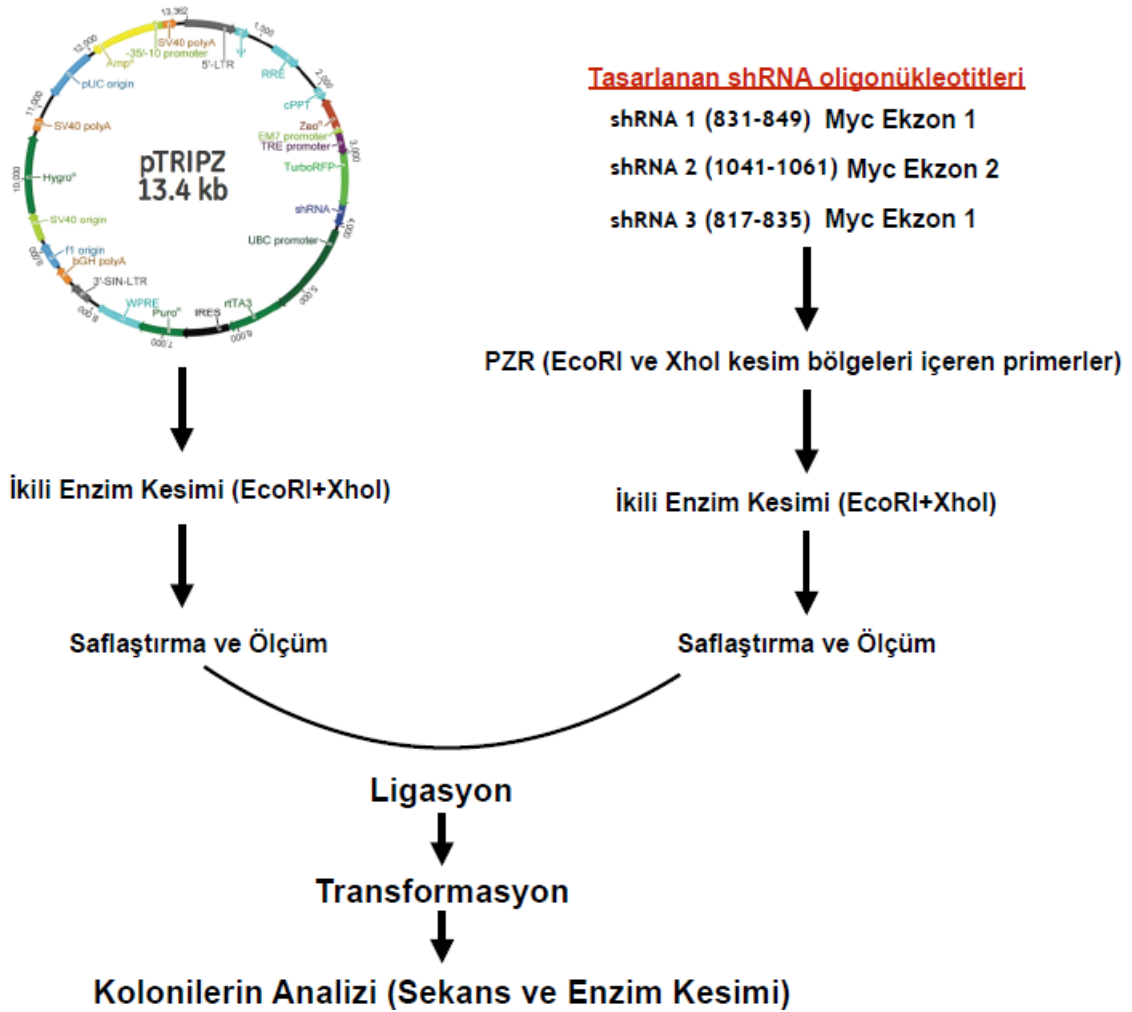 13,362
SV40 polyA
-35/-10 promoter
Ampᴿ
12,000
pUC origin
11,000
SV40 polyA
10,000
Hygroᴿ
SV40 origin
9,000
f1 origin
bGH polyA
3'-SIN-LTR
8,000
WPRE
Puroᴿ
7,000
IRES
rtTA3
6,000
5,000
UBC promoter
4,000
shRNA
TurboRFP
3,000
TRE promoter
EM7 promoter
Zeoᴿ
cPPT
2,000
RRE
1,000
Ψ
5'-LTR
pTRIPZ
13.4 kb
Tasarlanan shRNA oligonükleotitleri
shRNA 1 (831-849) Myc Ekzon 1
shRNA 2 (1041-1061) Myc Ekzon 2
shRNA 3 (817-835) Myc Ekzon 1
PZR (EcoRI ve XhoI kesim bölgeleri içeren primerler)
İkili Enzim Kesimi (EcoRI+XhoI)
İkili Enzim Kesimi (EcoRI+XhoI)
Saflaştırma ve Ölçüm
Saflaştırma ve Ölçüm
Ligasyon
Transformasyon
Kolonilerin Analizi (Sekans ve Enzim Kesimi)